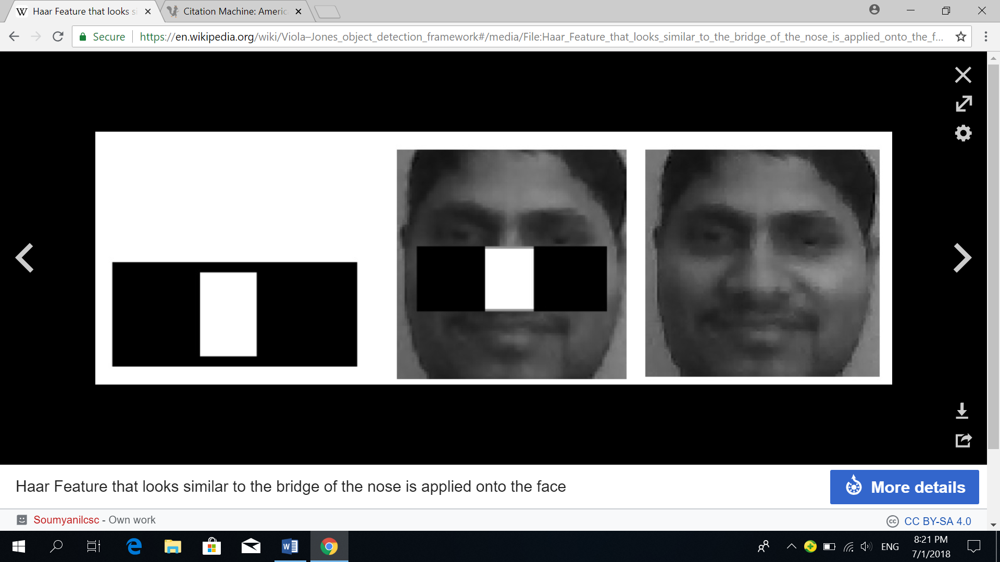 Haar Feature that looks s
Citation Machine: Americ
Secure
https://en.wikipedia.org/wiki/Viola–Jones_object_detection_framework#/media/File:Haar_Feature_that_looks_similar_to_the_bridge_of_the_nose_is_applied_onto_the_f...
Haar Feature that looks similar to the bridge of the nose is applied onto the face
More details
Soumyanilcsc - Own work
cc CC BY-SA 4.0
ENG
8:21 PM
7/1/2018